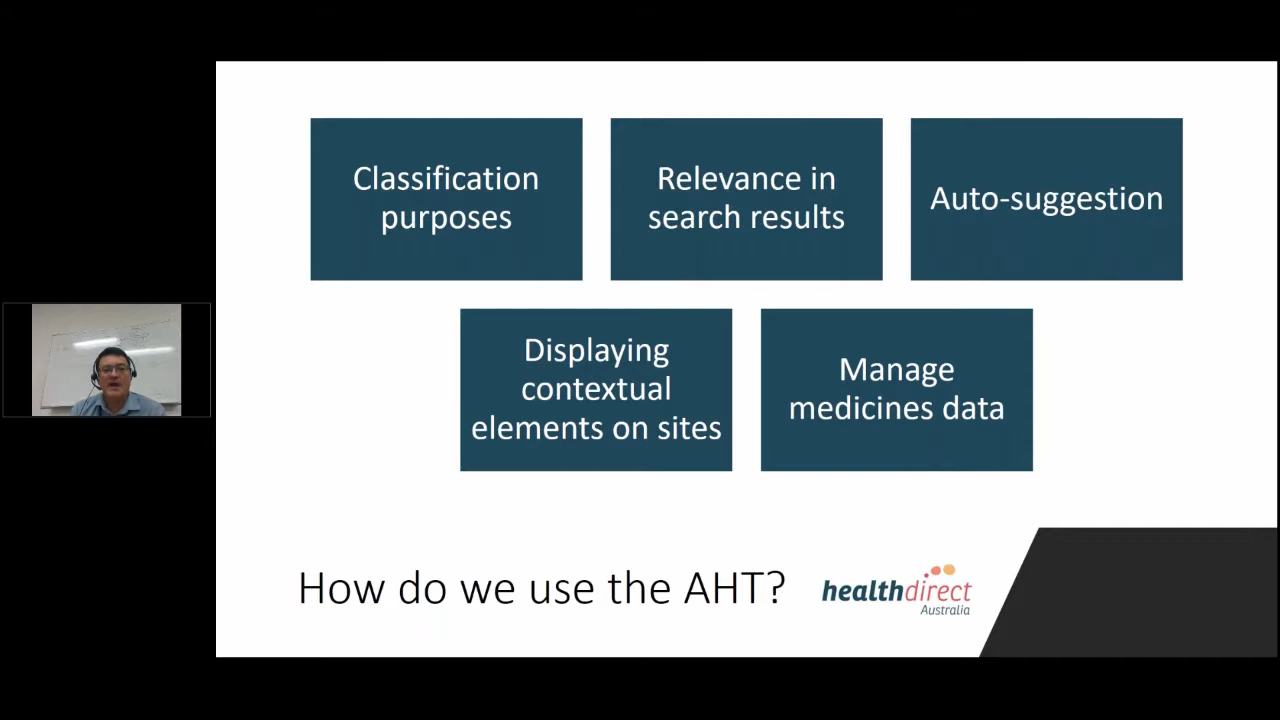 Classification
purposes
Relevance in
search results
Auto-suggestion
Displaying
contextual
elements on sites
Manage
medicines data
How do we use the AHT?
healthdirect
Australia